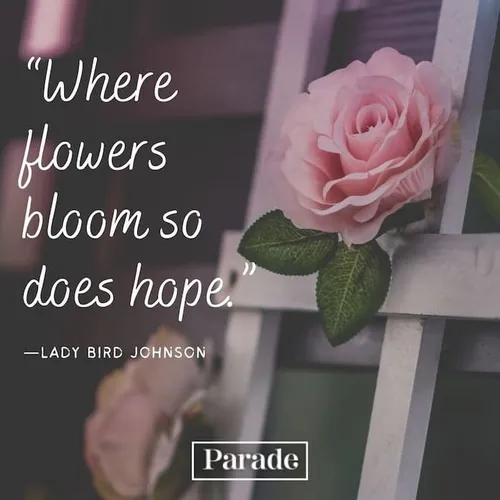 “Where
flowers
bloom so
does hope.”
—LADY BIRD JOHNSON
Parade